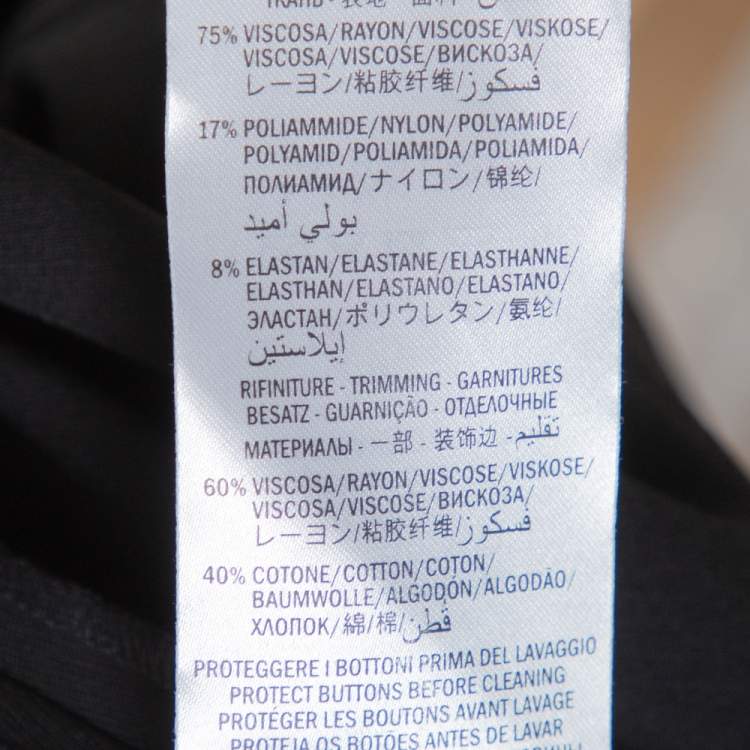 75% VISCOSA/RAYON/VISCOSE/VISKOSE/
VISCOSA/VISCOSE/ВИСКОЗА/
レーヨン/粘胶纤维/فسكوز
17% POLIAMMIDE/NYLON/POLYAMIDE/
POLYAMID/POLIAMIDA/POLIAMIDA/
ПОЛИАМИД/ナイロン/锦纶/
بولي أميد
8% ELASTAN/ELASTANE/ELASTHANNE/
ELASTHAN/ELASTANO/ELASTANO/
ЭЛАСТАН/ポリウレタン/氨纶/
إيلاستين
RIFINITURE - TRIMMING - GARNITURES
BESATZ - GUARNIÇÃO - ОТДЕЛОЧНЫЕ
МАТЕРИАЛЫ - 一部 - 装饰边 - تقليم
60% VISCOSA/RAYON/VISCOSE/VISKOSE/
VISCOSA/VISCOSE/ВИСКОЗА/
レーヨン/粘胶纤维/فسكوز
40% COTONE/COTTON/COTON/
BAUMWOLLE/ALGODÓN/ALGODÃO/
ХЛОПОК/綿/棉/قطن
PROTEGGERE I BOTTONI PRIMA DEL LAVAGGIO
PROTECT BUTTONS BEFORE CLEANING
PROTÉGER LES BOUTONS AVANT LAVAGE
PROTEJA OS BOTÕES ANTES DE LAVAR